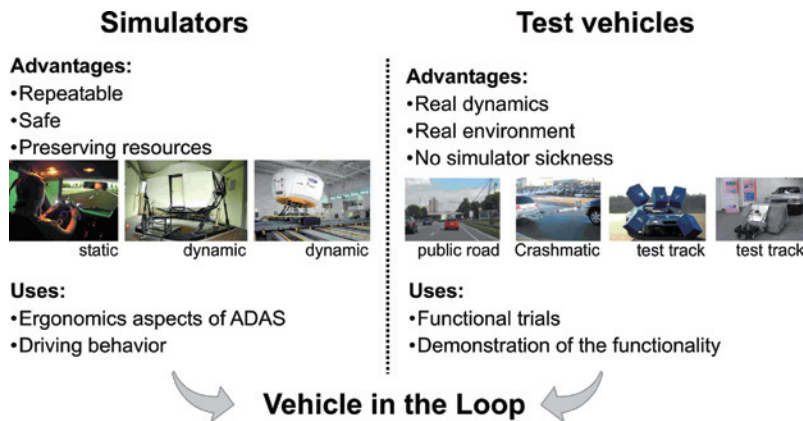 Simulators
Advantages:
•Repeatable
•Safe
•Preserving resources
static
dynamic
dynamic
Uses:
•Ergonomics aspects of ADAS
•Driving behavior
Test vehicles
Advantages:
•Real dynamics
•Real environment
•No simulator sickness
public road
Crashmatic
test track
test track
Uses:
•Functional trials
•Demonstration of the functionality
Vehicle in the Loop